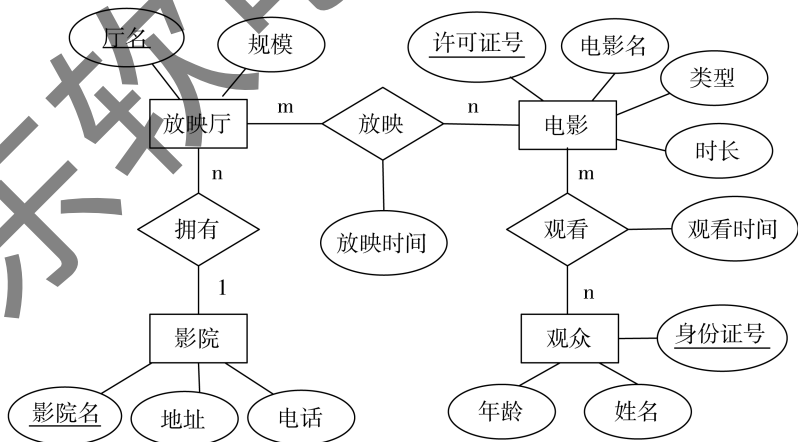 厅名
规模
许可证号
电影名
类型
放映厅
m
放映
n
电影
时长
n
m
拥有
放映时间
观看
观看时间
1
n
影院
观众
身份证号
影院名
地址
电话
年龄
姓名